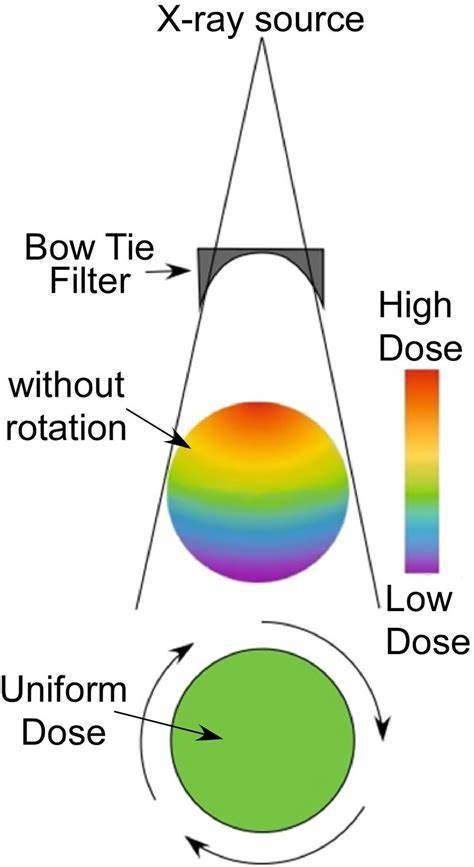 X-ray source
Bow Tie
Filter
High
Dose
without
rotation
Low
Dose
Uniform
Dose